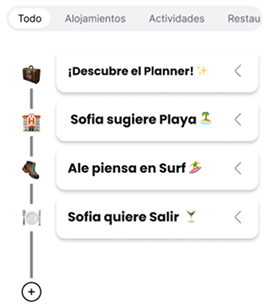 Todo Alojamientos Actividades Restau
¡Descubre el Planner! ✨
Sofia sugiere Playa 🏝️
Ale piensa en Surf 🏄
Sofia quiere Salir 🍸